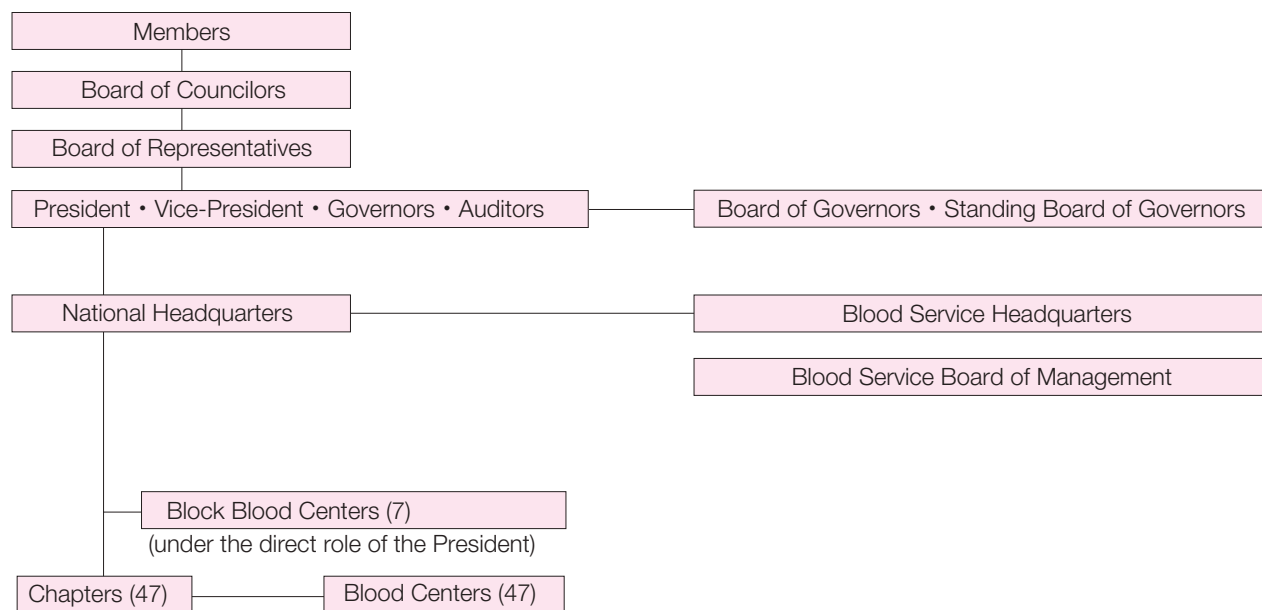 Members
Board of Councilors
Board of Representatives
President・Vice-President・Governors・Auditors
Board of Governors・Standing Board of Governors
National Headquarters
Blood Service Headquarters
Blood Service Board of Management
Block Blood Centers (7)
(under the direct role of the President)
Chapters (47)
Blood Centers (47)